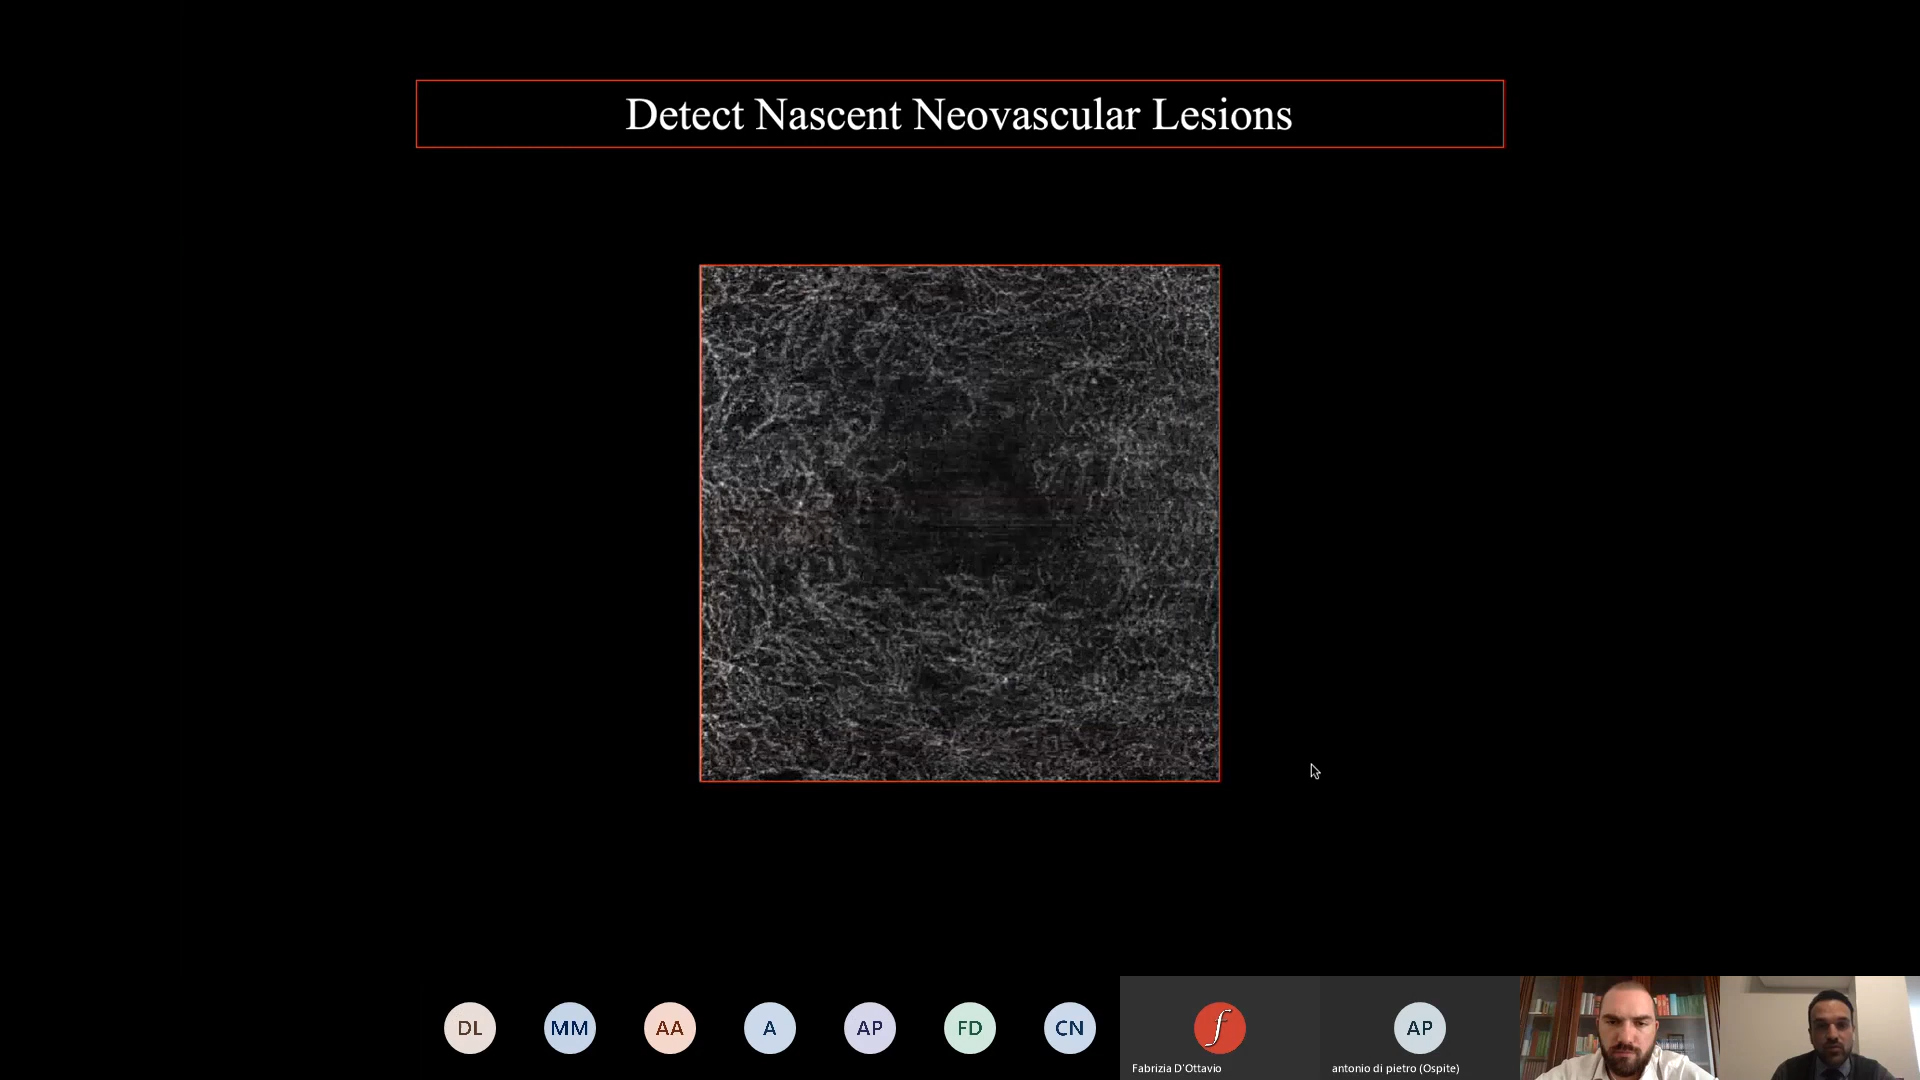 Detect Nascent Neovascular Lesions
DL
MM
AA
A
AP
FD
CN
f
AP
Fabrizia D'Ottavio
antonio di pietro (Ospite)